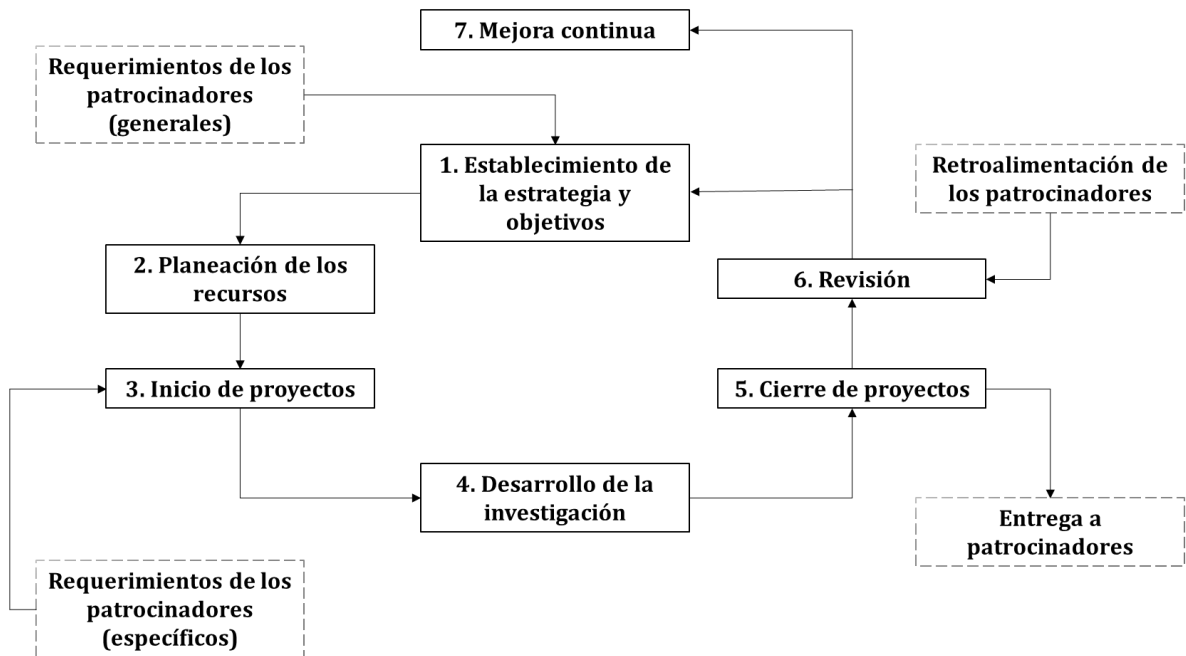 7. Mejora continua
Requerimientos de los
patrocinadores
(generales)
1. Establecimiento de
la estrategia y
objetivos
Retroalimentación de
los patrocinadores
2. Planeación de los
recursos
6. Revisión
3. Inicio de proyectos
5. Cierre de proyectos
4. Desarrollo de la
investigación
Entrega a
patrocinadores
Requerimientos de los
patrocinadores
(específicos)